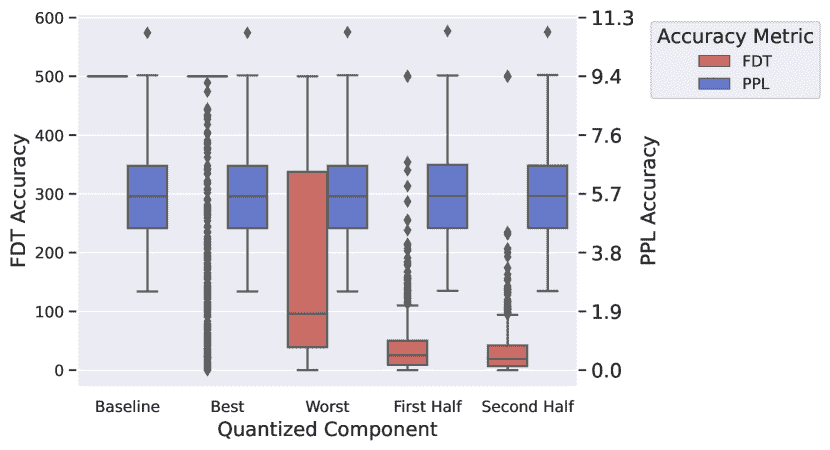 600
500
400
300
200
100
0
FDT Accuracy
11.3
9.4
7.6
5.7
3.8
1.9
0.0
PPL Accuracy
Accuracy Metric
FDT
PPL
Baseline Best Worst First Half Second Half
Quantized Component